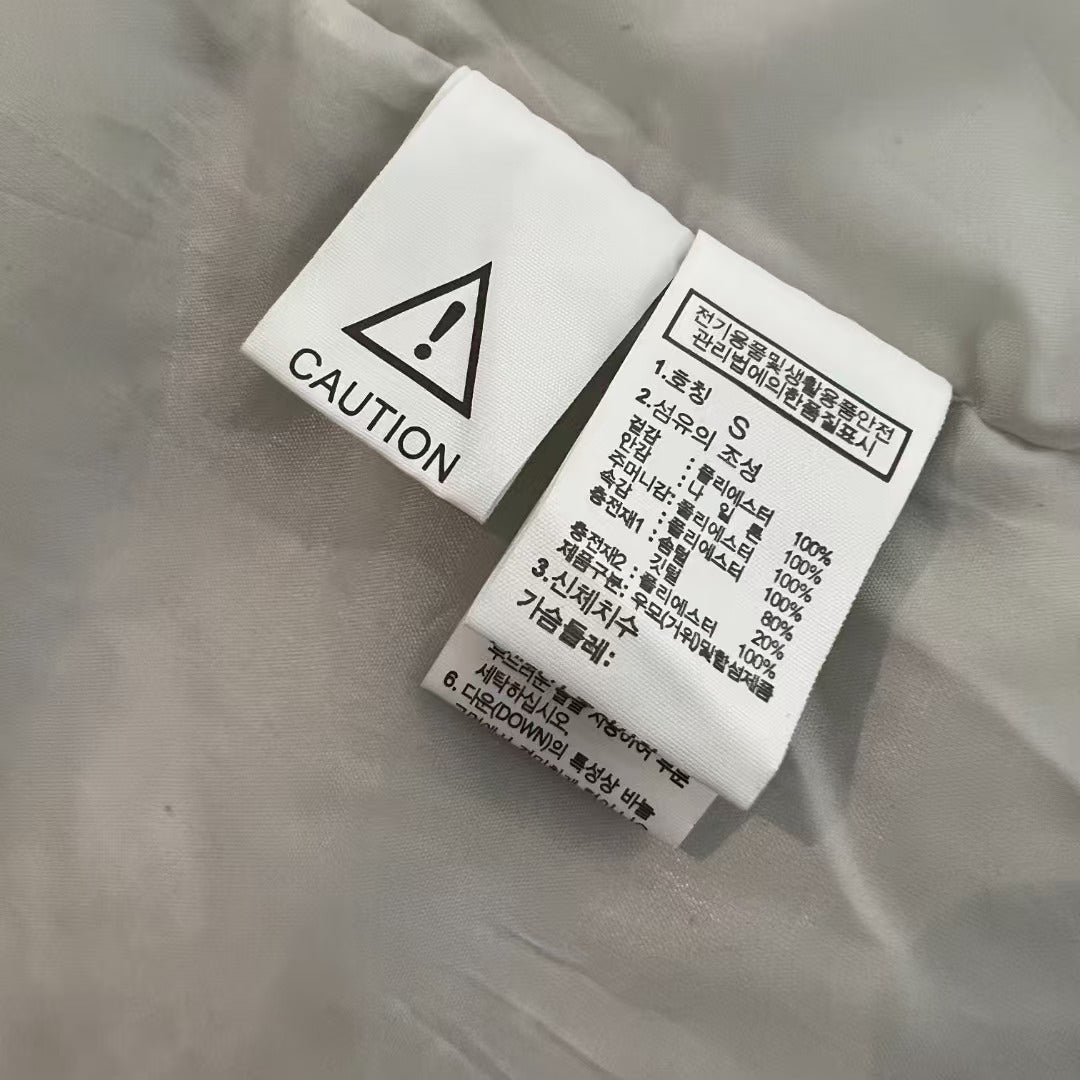 CAUTION
전기용품및생활용품안전
관리법에의한품질표시
1.호칭 S
2.섬유의 조성
겉감 : 폴리에스터 100%
안감 : 나 일 론 100%
주머니감: 폴리에스터 100%
속감 : 폴리에스터 100%
충전재1 : 솜털 80%
깃털 20%
충전재2 : 폴리에스터 100%
제품구분: 우모(거위)및합성제품
3.신체치수
가슴둘레:
세탁하십시오.
6. 다운(DOWN)의 특성상 바늘